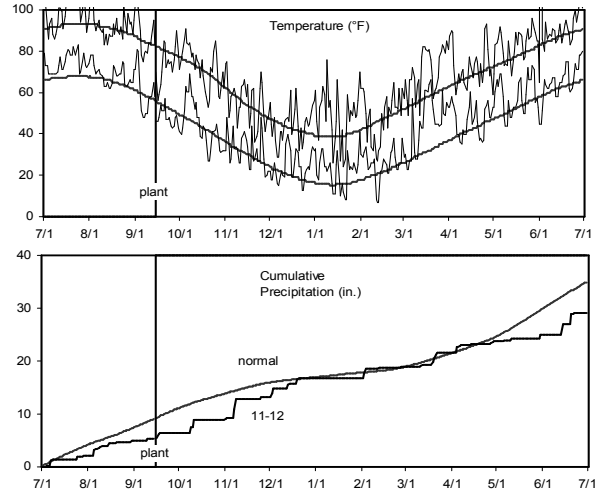 Temperature (°F)
100
80
60
40
20
0
plant
7/1 8/1 9/1 10/1 11/1 12/1 1/1 2/1 3/1 4/1 5/1 6/1 7/1
Cumulative
Precipitation (in.)
40
30
20
10
0
normal
11-12
plant
7/1 8/1 9/1 10/1 11/1 12/1 1/1 2/1 3/1 4/1 5/1 6/1 7/1